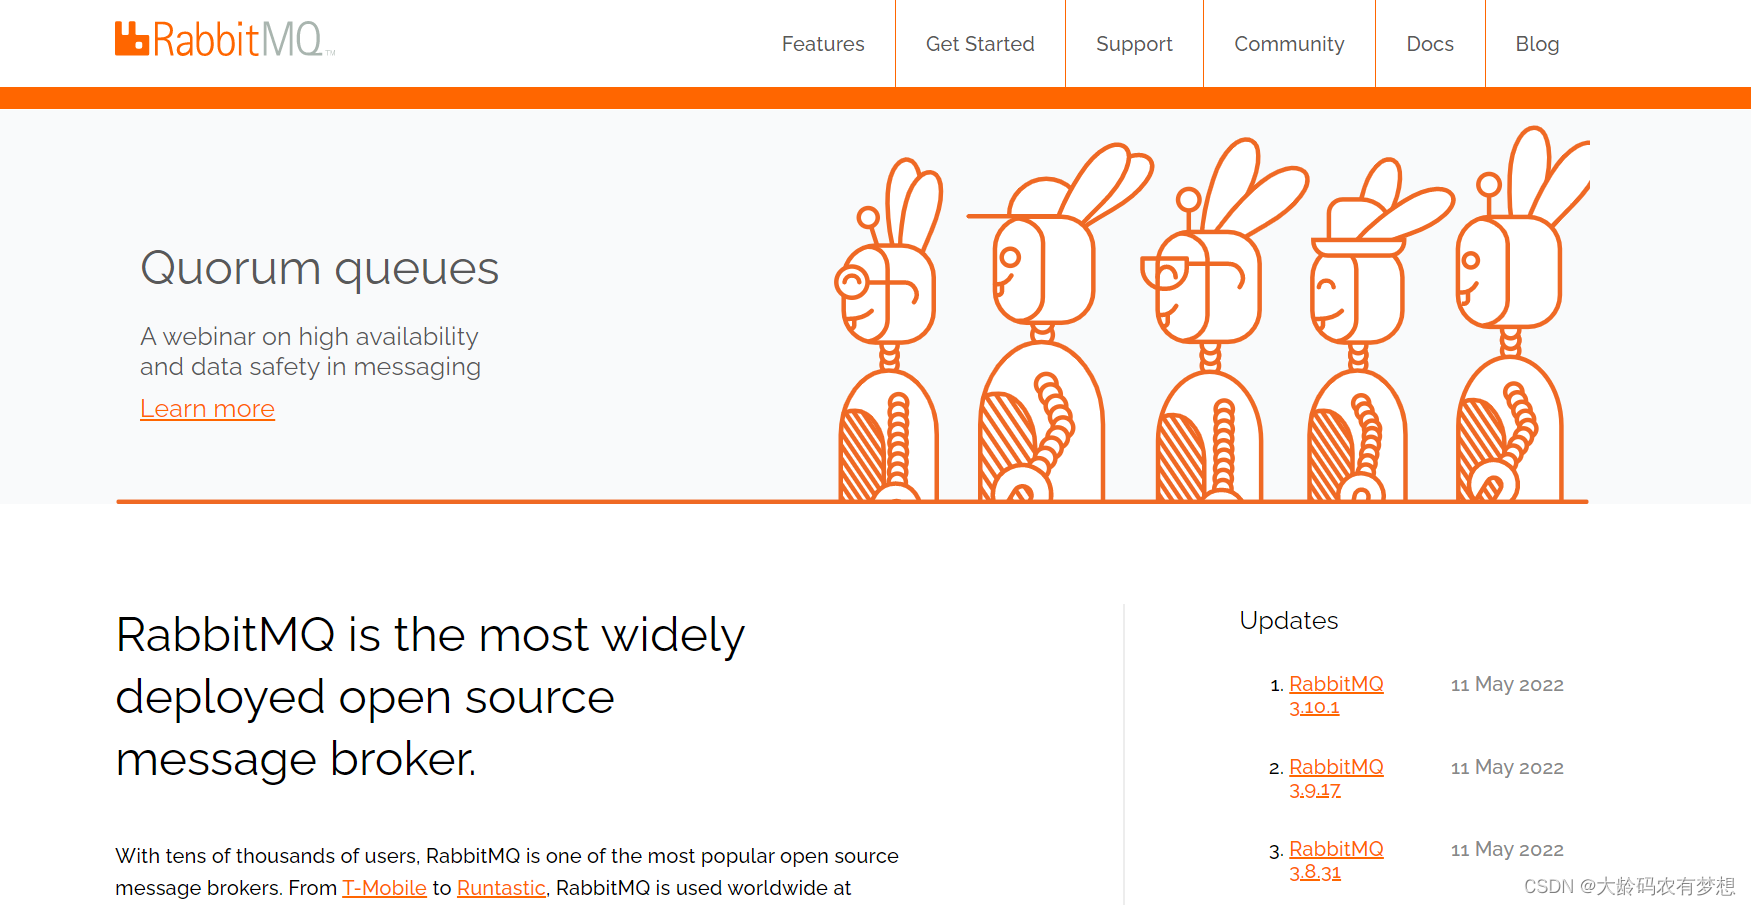 RabbitMQ TM
Features
Get Started
Support
Community
Docs
Blog
Quorum queues
A webinar on high availability
and data safety in messaging
Learn more
RabbitMQ is the most widely
deployed open source
message broker.
With tens of thousands of users, RabbitMQ is one of the most popular open source
message brokers. From T-Mobile to Runtastic, RabbitMQ is used worldwide at
Updates
1. RabbitMQ 11 May 2022
3.10.1
2. RabbitMQ 11 May 2022
3.9.17
3. RabbitMQ 11 May 2022
3.8.31
CSDN @大龄码农有梦想